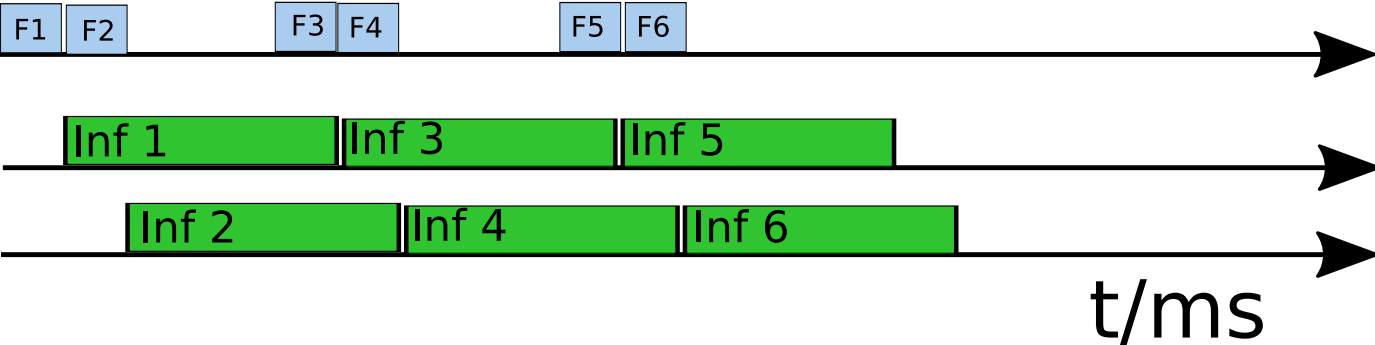 F1 F2 F3 F4 F5 F6
Inf 1 Inf 3 Inf 5
Inf 2 Inf 4 Inf 6
t/ms